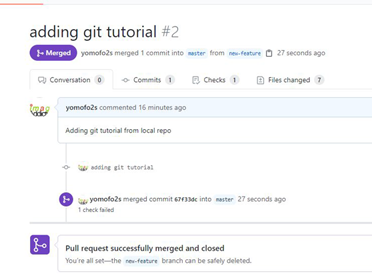 adding git tutorial #2
Merged yomofo2s merged 1 commit into master from new-feature 27 seconds ago
Conversation 0 Commits 1 Checks 1 Files changed 7
yomofo2s commented 16 minutes ago
Adding git tutorial from local repo
adding git tutorial
yomofo2s merged commit 67f33dc into master 27 seconds ago
1 check failed
Pull request successfully merged and closed
You're all set—the new-feature branch can be safely deleted.